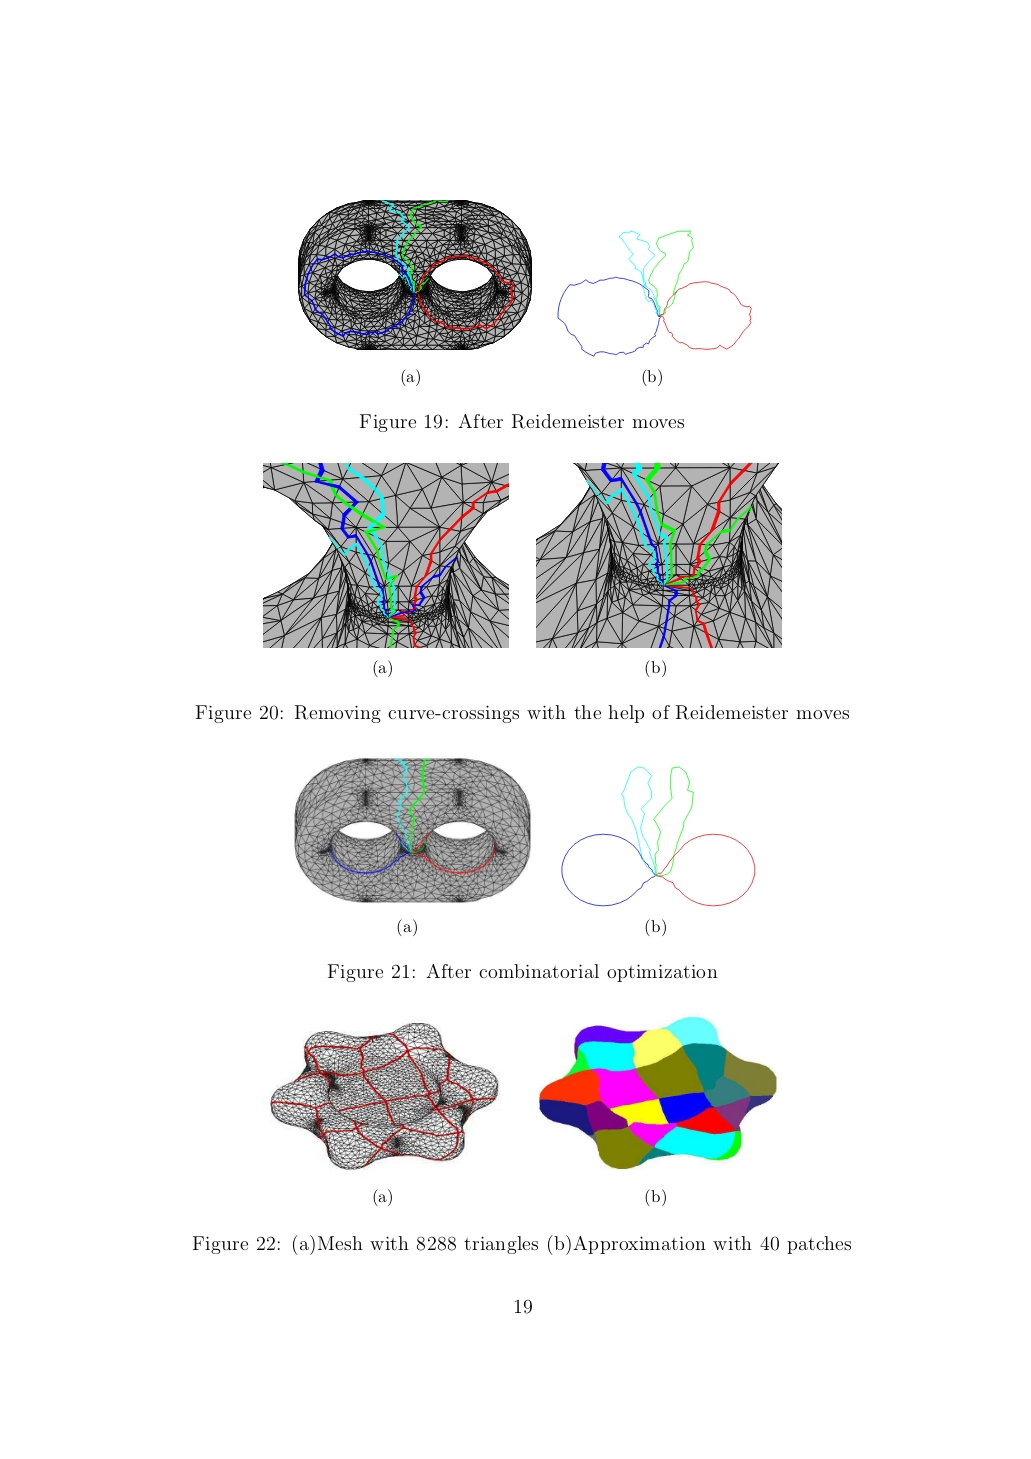 (a) (b)
Figure 19: After Reidemeister moves
(a) (b)
Figure 20: Removing curve-crossings with the help of Reidemeister moves
(a) (b)
Figure 21: After combinatorial optimization
(a) (b)
Figure 22: (a)Mesh with 8288 triangles (b)Approximation with 40 patches
19